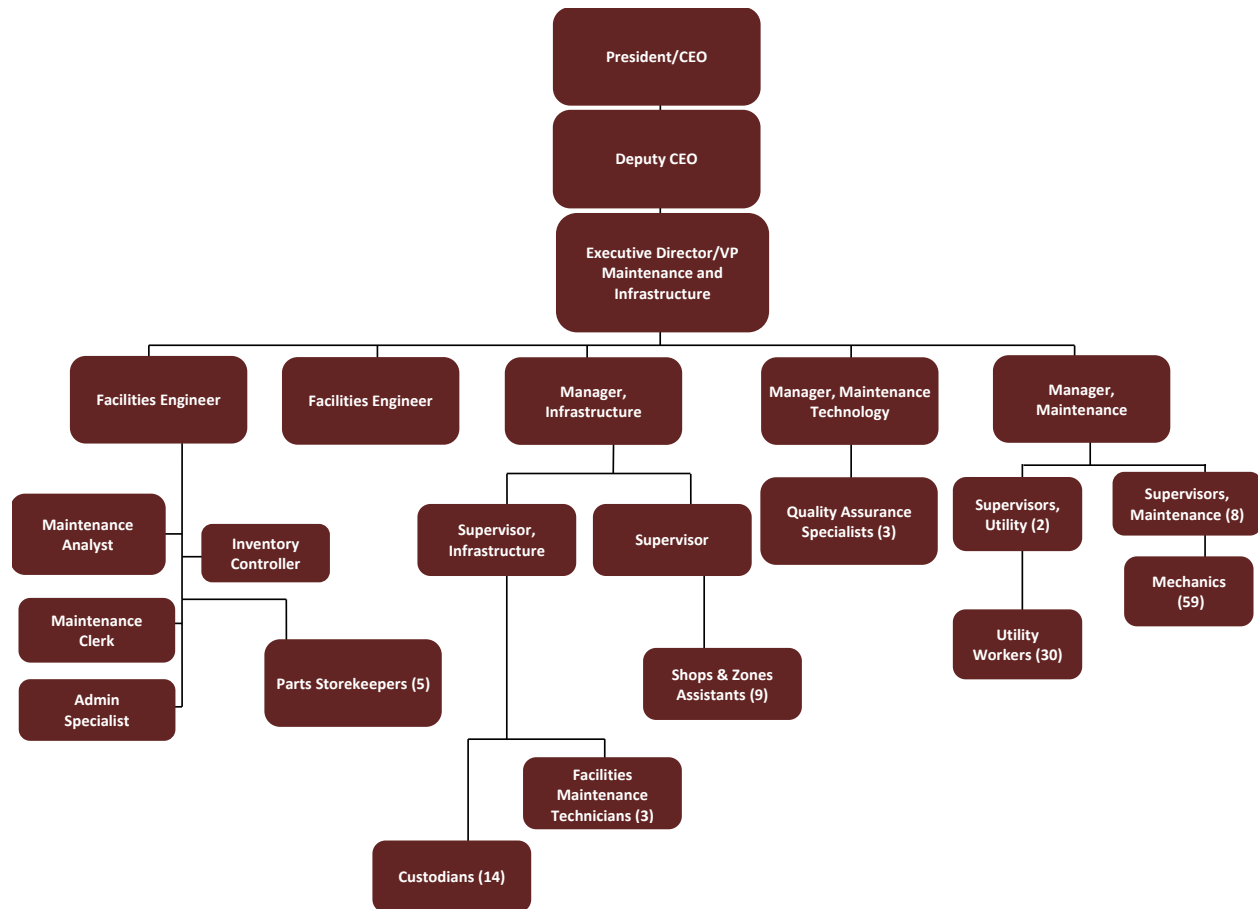 President/CEO
Deputy CEO
Executive Director/VP
Maintenance and
Infrastructure
Facilities Engineer
Facilities Engineer
Manager,
Infrastructure
Manager, Maintenance
Technology
Manager,
Maintenance
Maintenance
Analyst
Inventory
Controller
Maintenance
Clerk
Parts Storekeepers (5)
Admin
Specialist
Supervisor,
Infrastructure
Supervisor
Shops & Zones
Assistants (9)
Facilities
Maintenance
Technicians (3)
Custodians (14)
Quality Assurance
Specialists (3)
Supervisors,
Utility (2)
Utility
Workers (30)
Supervisors,
Maintenance (8)
Mechanics
(59)